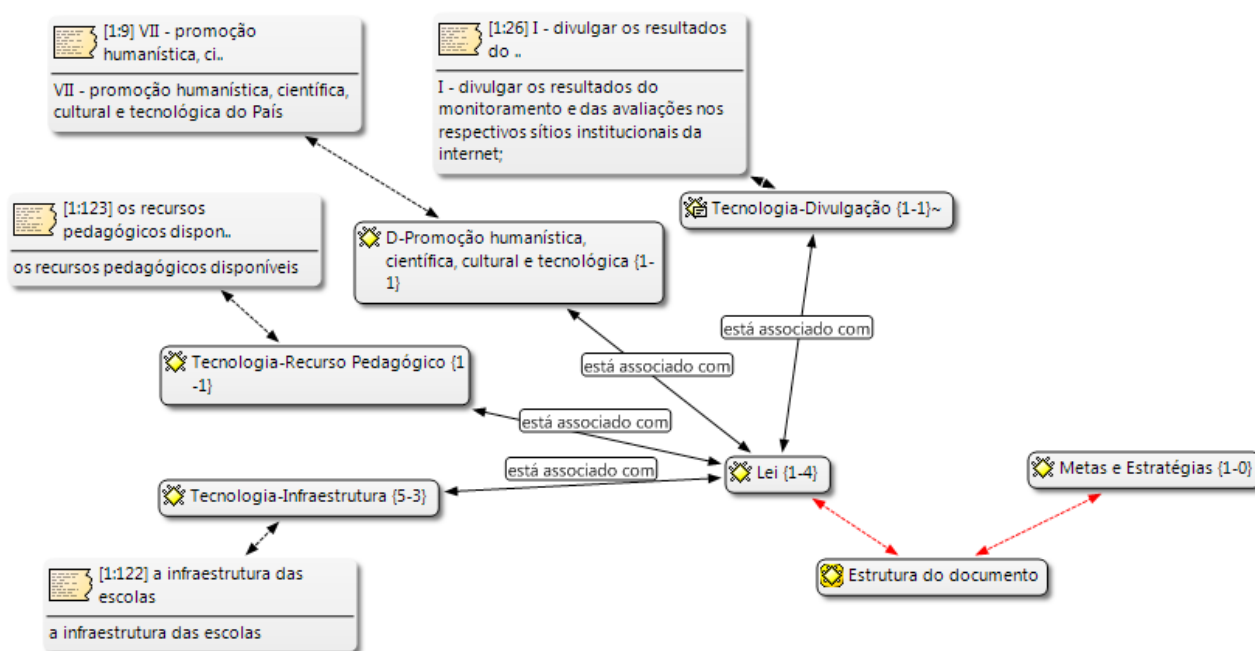 [1:9] VII - promoção
humanística, ci..
VII - promoção humanística, científica,
cultural e tecnológica do País
[1:26] I - divulgar os resultados
do ..
I - divulgar os resultados do
monitoramento e das avaliações nos
respectivos sítios institucionais da
internet;
[1:123] os recursos
pedagógicos dispon..
os recursos pedagógicos disponíveis
D-Promoção humanística,
científica, cultural e tecnológica {1-
1}
Tecnologia-Divulgação {1-1}~
está associado com
está associado com
Tecnologia-Recurso Pedagógico {1
-1}
está associado com
está associado com
Tecnologia-Infraestrutura {5-3}
Lei {1-4}
Metas e Estratégias {1-0}
Estrutura do documento
[1:122] a infraestrutura das
escolas
a infraestrutura das escolas